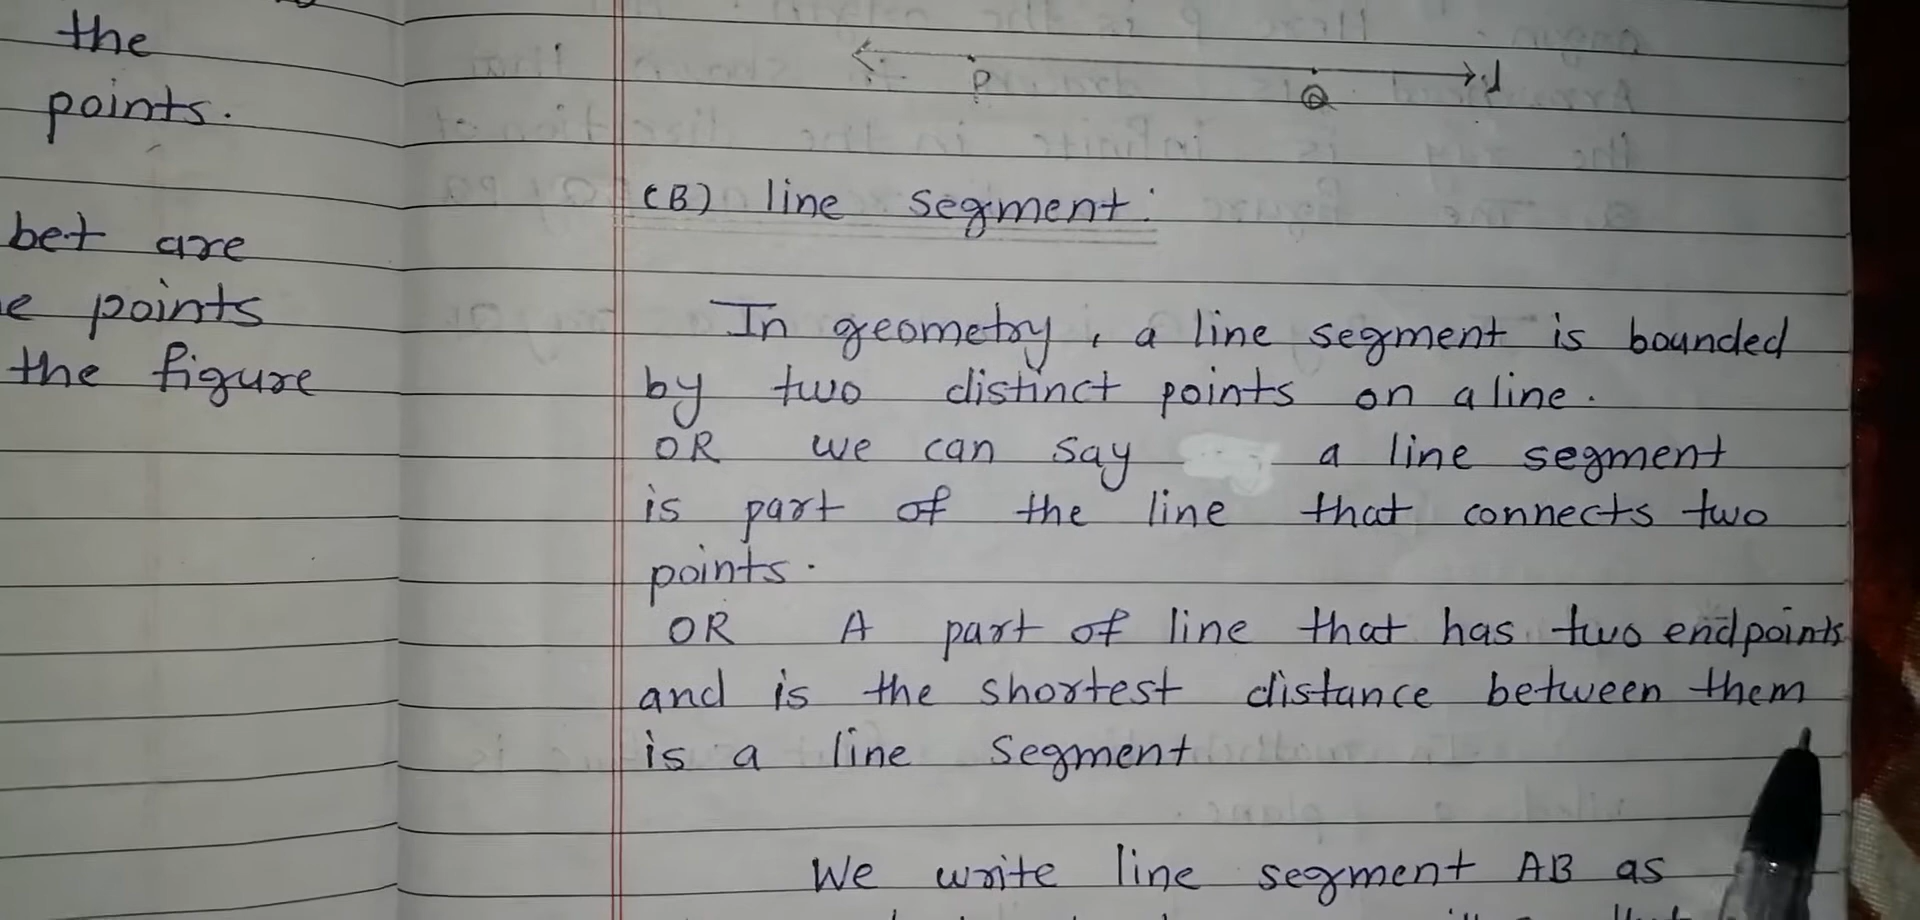 the
points.
bet are
e points
the figure
P Q l
(B) line segment:
In geometry, a line segment is bounded
by two distinct points on a line.
OR we can say a line segment
is part of the line that connects two
points.
OR A part of line that has two endpoints
and is the shortest distance between them
is a line segment
We write line segment AB as